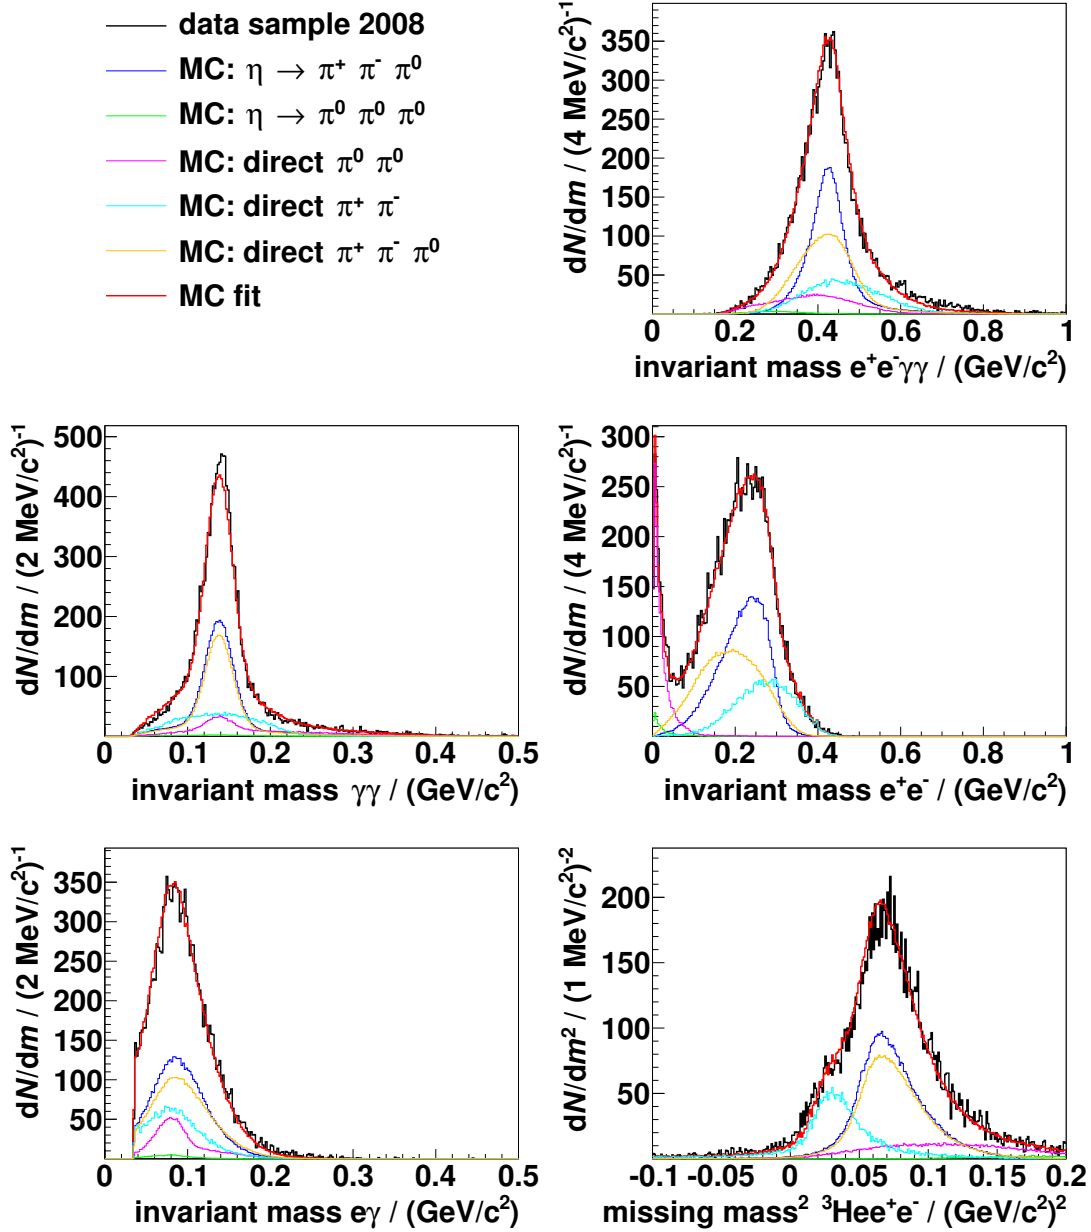 data sample 2008
MC: η → π⁺ π⁻ π⁰
MC: η → π⁰ π⁰ π⁰
MC: direct π⁰ π⁰
MC: direct π⁺ π⁻
MC: direct π⁺ π⁻ π⁰
MC fit
dN/dm / (4 MeV/c²)⁻¹
350
300
250
200
150
100
50
0 0.2 0.4 0.6 0.8 1
invariant mass e⁺e⁻γγ / (GeV/c²)
dN/dm / (2 MeV/c²)⁻¹
500
400
300
200
100
0 0.1 0.2 0.3 0.4 0.5
invariant mass γγ / (GeV/c²)
dN/dm / (4 MeV/c²)⁻¹
300
250
200
150
100
50
0 0.2 0.4 0.6 0.8 1
invariant mass e⁺e⁻ / (GeV/c²)
dN/dm / (2 MeV/c²)⁻¹
350
300
250
200
150
100
50
0 0.1 0.2 0.3 0.4 0.5
invariant mass eγ / (GeV/c²)
dN/dm² / (1 MeV/c²)⁻²
200
150
100
50
-0.1 -0.05 0 0.05 0.1 0.15 0.2
missing mass² ³Hee⁺e⁻ / (GeV/c²)²